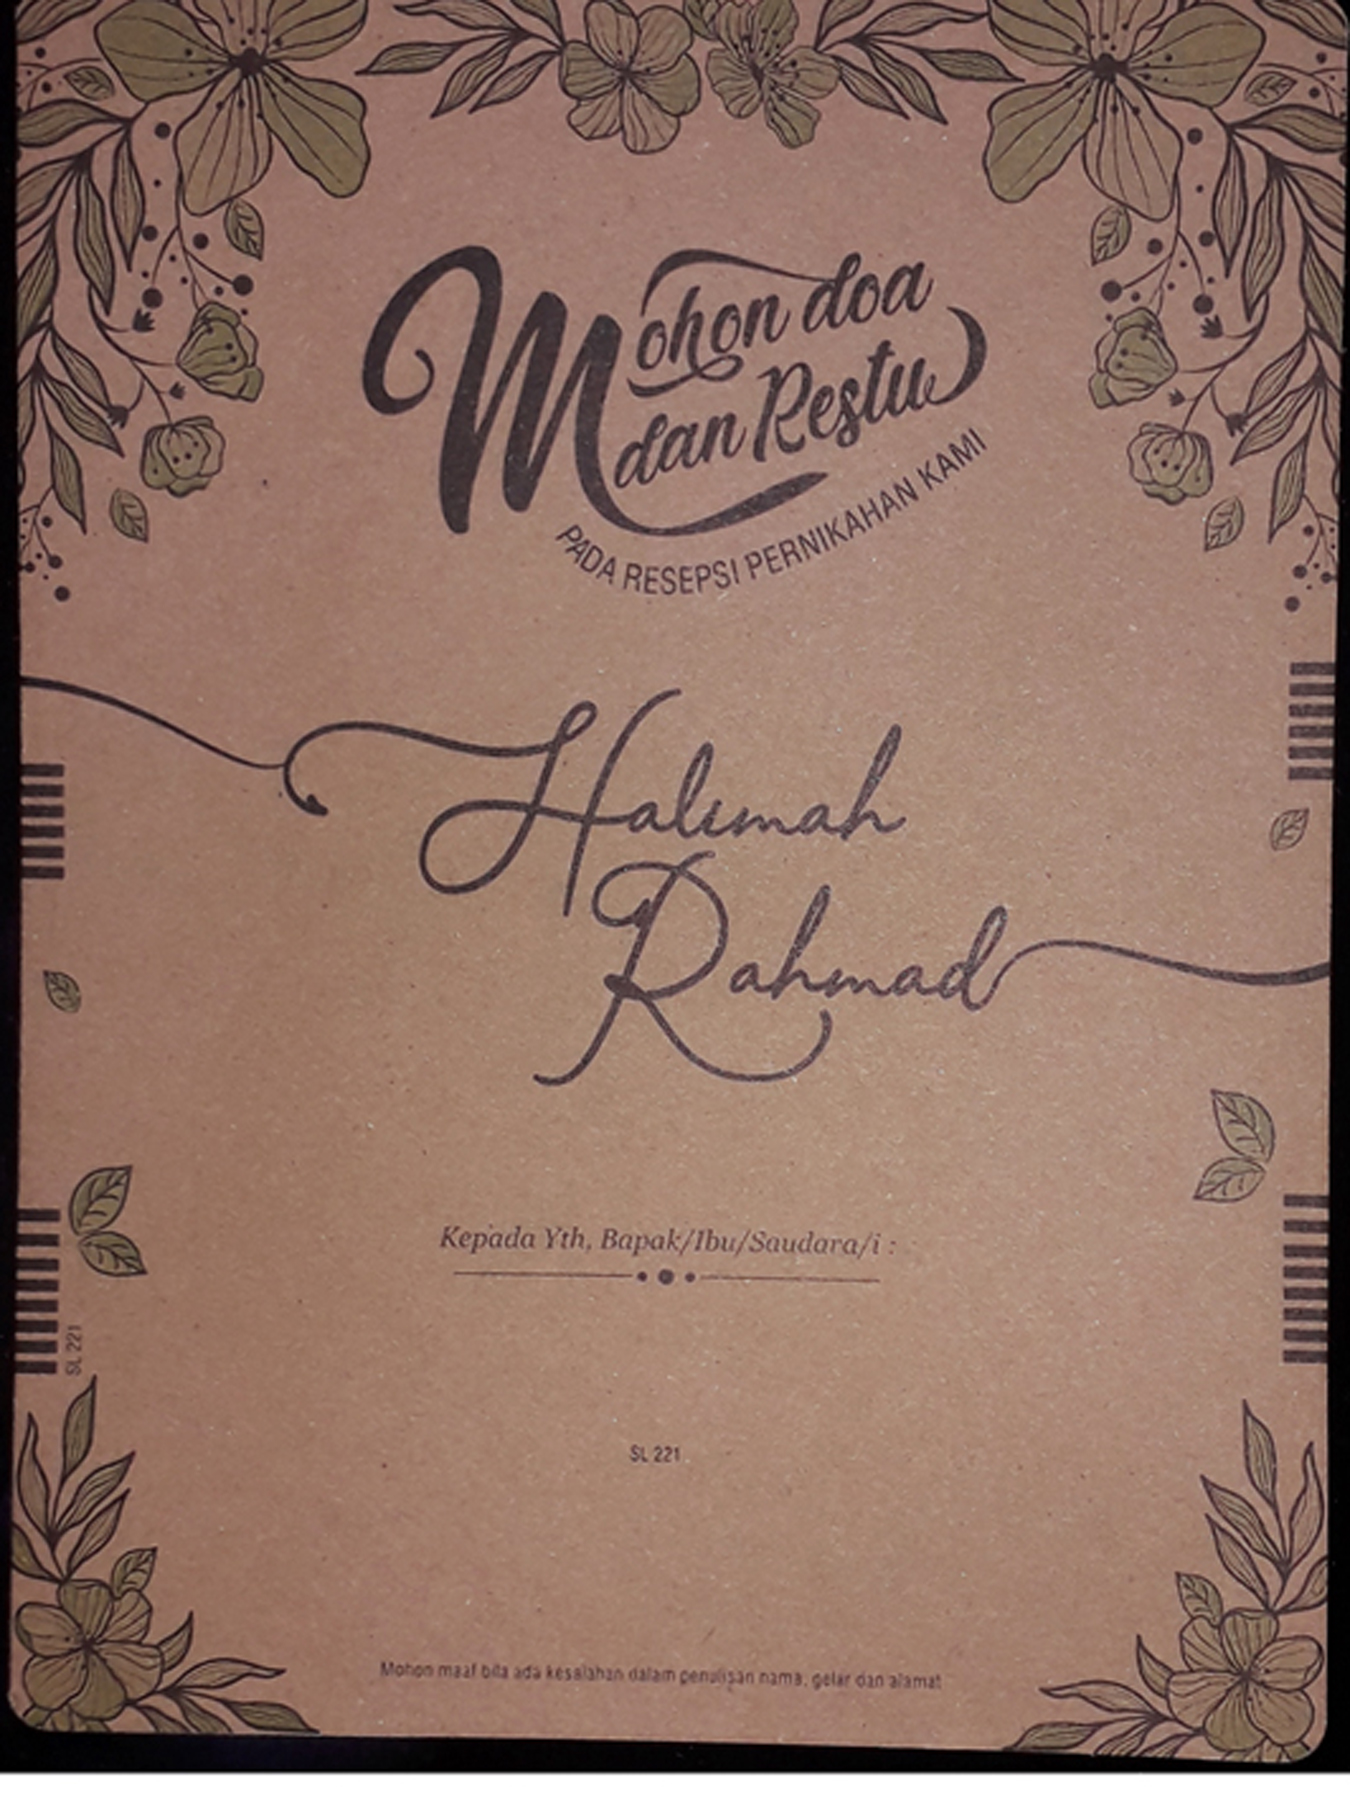 Mohon doa
dan Restu
PADA RESEPSI PERNIKAHAN KAMI
Halimah
Rahmad
Kepada Yth, Bapak/Ibu/Saudara/i :
SL 221
SL 221
Mohon maaf bila ada kesalahan dalam penulisan nama, gelar dan alamat